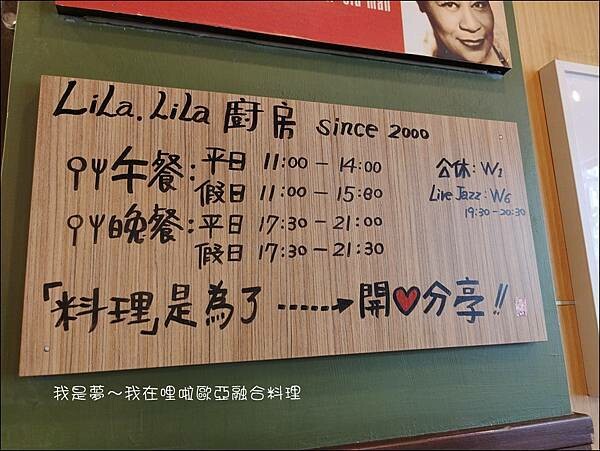 old man
LiLa. LiLa 廚房 since 2000
午餐: 平日 11:00 - 14:00
假日 11:00 - 15:00
晚餐: 平日 17:30 - 21:00
假日 17:30 - 21:30
公休: W1
Live Jazz: W6
19:30 - 20:30
「料理」是為了 ------→ 開♥分享!!
我是夢～我在哩啦歐亞融合料理